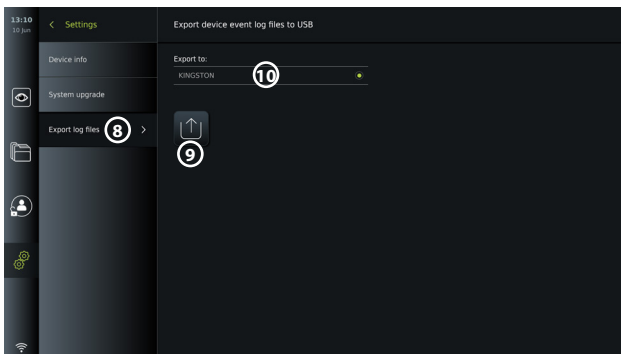 13:10
10 Jun
Settings
Export device event log files to USB
Device info
Export to:
KINGSTON
10
System upgrade
Export log files
8
9